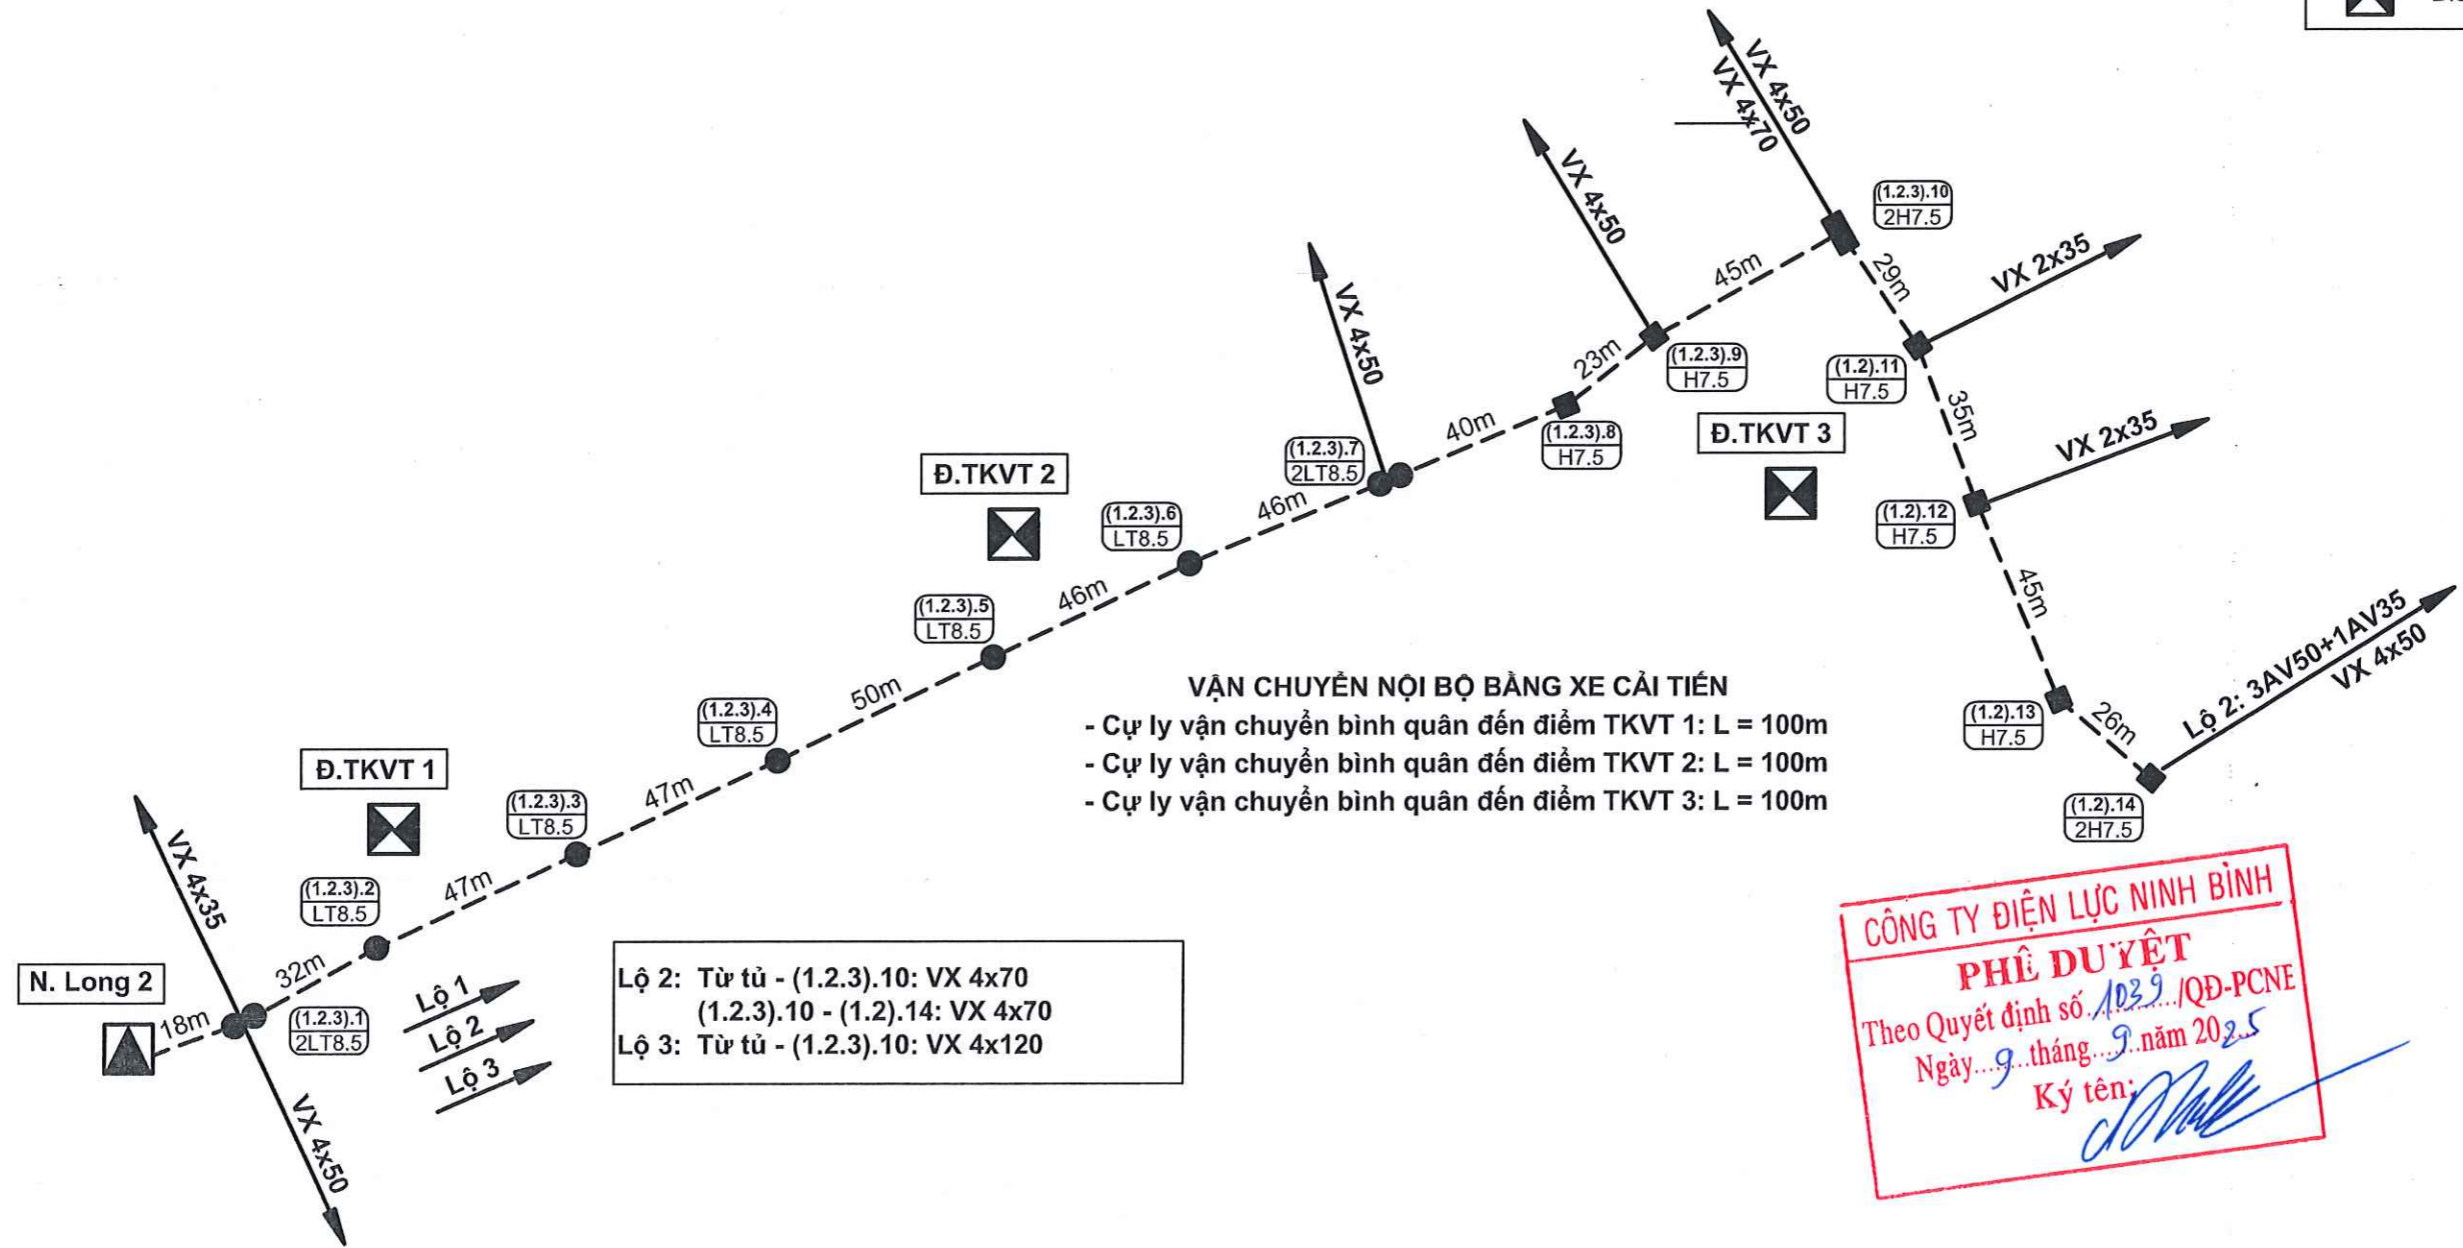 VX 4x50
VX 4x70
(1.2.3).10
2H7.5
VX 4x50
45m
29m
VX 2x35
VX 4x50
23m
(1.2.3).9
H7.5
(1.2).11
H7.5
35m
Đ.TKVT 3
VX 2x35
40m
(1.2.3).8
H7.5
(1.2.3).7
2LT8.5
Đ.TKVT 2
46m
(1.2.3).6
LT8.5
(1.2).12
H7.5
45m
46m
(1.2.3).5
LT8.5
Lộ 2: 3AV50+1AV35
VX 4x50
50m
(1.2.3).4
LT8.5
VẬN CHUYỂN NỘI BỘ BẰNG XE CẢI TIẾN
- Cự ly vận chuyển bình quân đến điểm TKVT 1: L = 100m
- Cự ly vận chuyển bình quân đến điểm TKVT 2: L = 100m
- Cự ly vận chuyển bình quân đến điểm TKVT 3: L = 100m
(1.2).13
H7.5
26m
(1.2).14
2H7.5
Đ.TKVT 1
47m
(1.2.3).3
LT8.5
VX 4x35
47m
(1.2.3).2
LT8.5
N. Long 2
32m
18m
(1.2.3).1
2LT8.5
Lộ 1
Lộ 2
Lộ 3
VX 4x50
Lộ 2: Từ tủ - (1.2.3).10: VX 4x70
(1.2.3).10 - (1.2).14: VX 4x70
Lộ 3: Từ tủ - (1.2.3).10: VX 4x120
CÔNG TY ĐIỆN LỰC NINH BÌNH
PHÊ DUYỆT
Theo Quyết định số 1039 /QĐ-PCNB
Ngày 9 tháng 9 năm 2025
Ký tên: